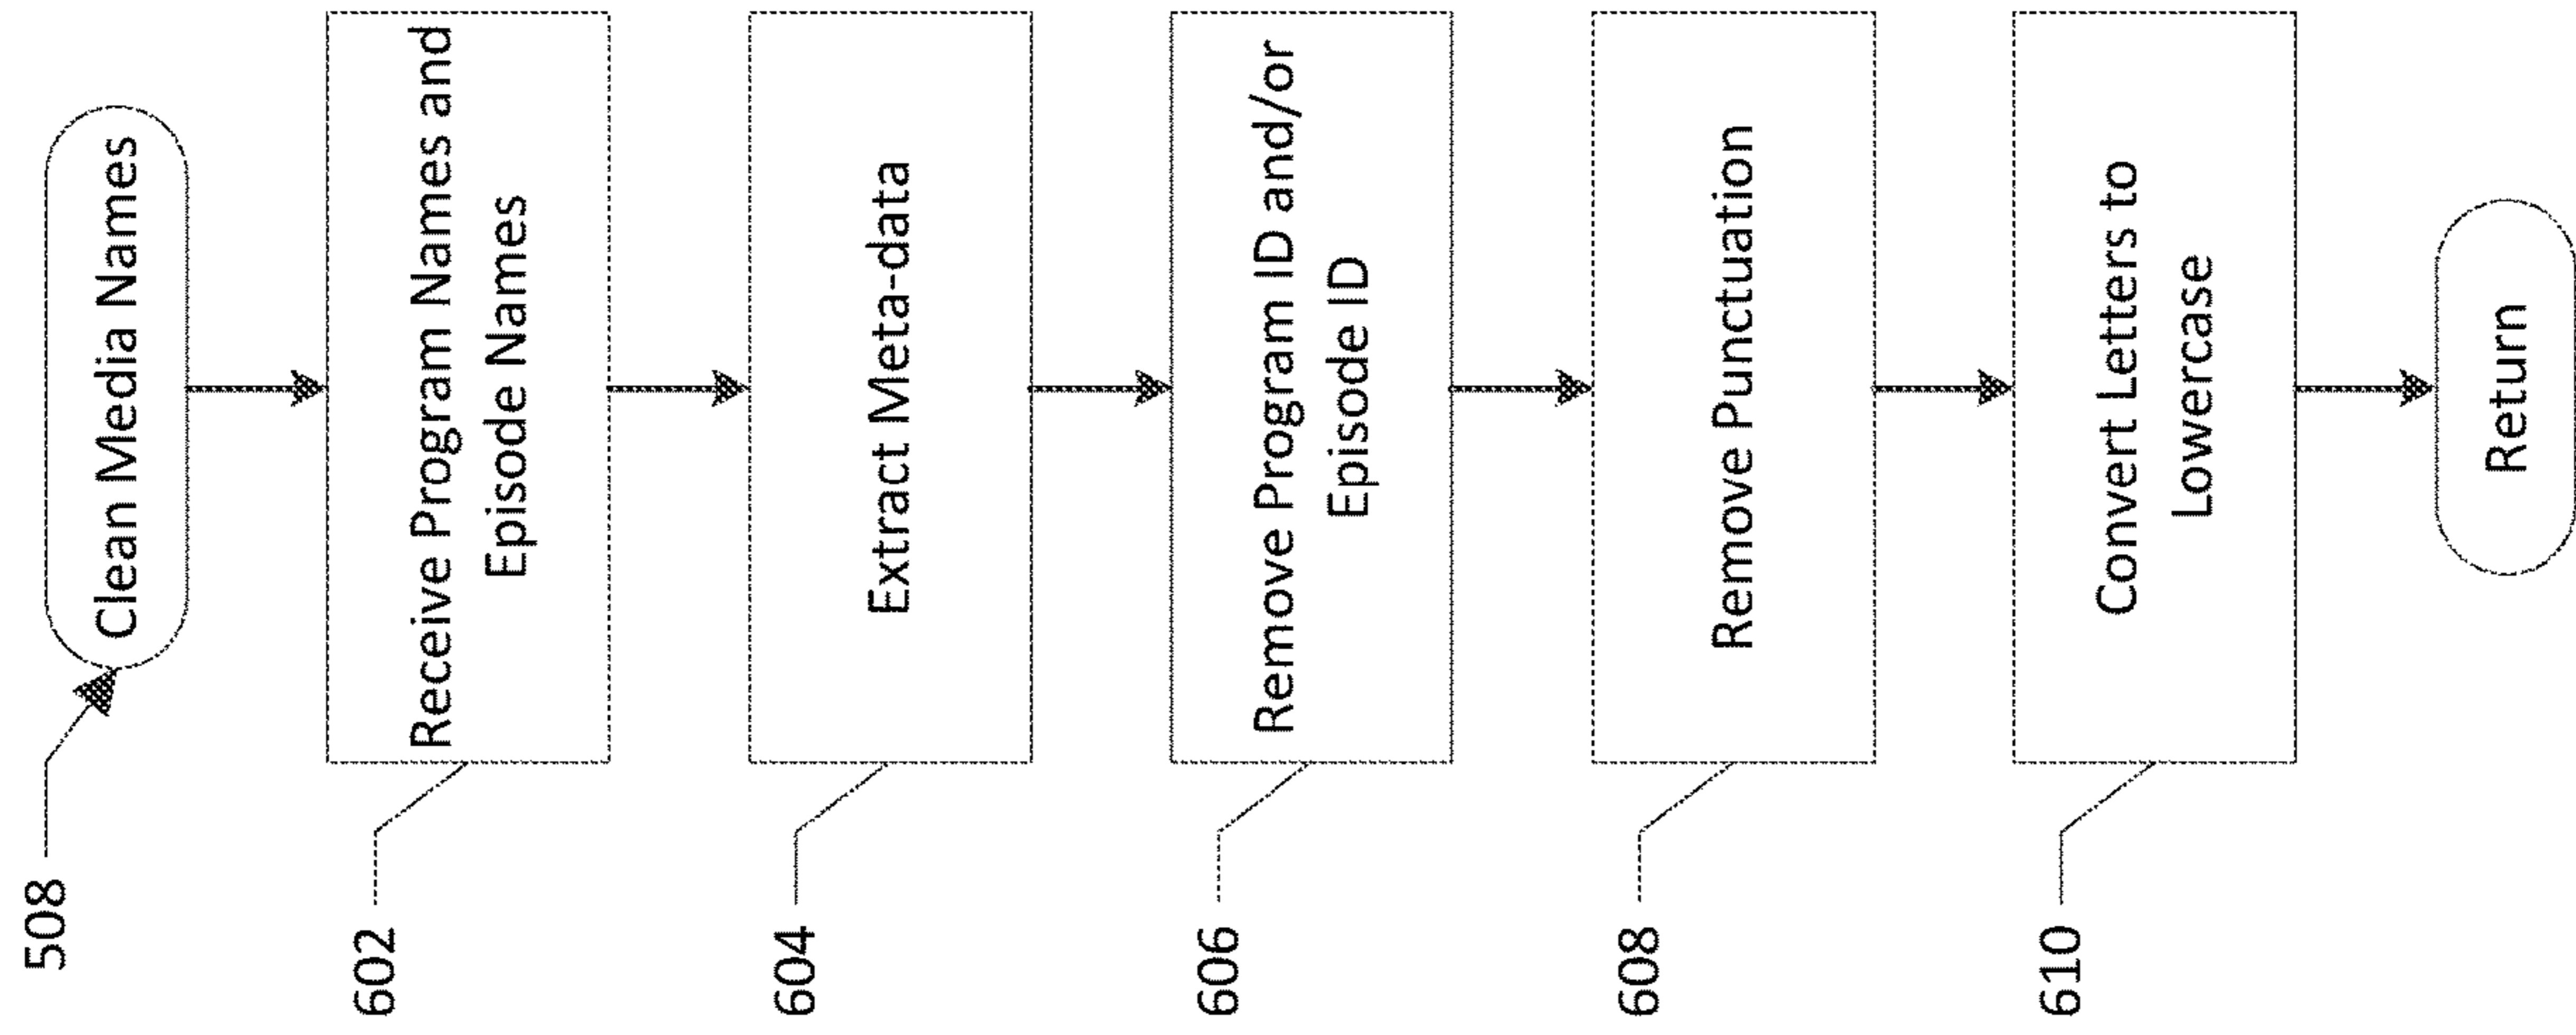 508
Clean Media Names
602
Receive Program Names and
Episode Names
604
Extract Meta-data
606
Remove Program ID and/or
Episode ID
608
Remove Punctuation
610
Convert Letters to
Lowercase
Return